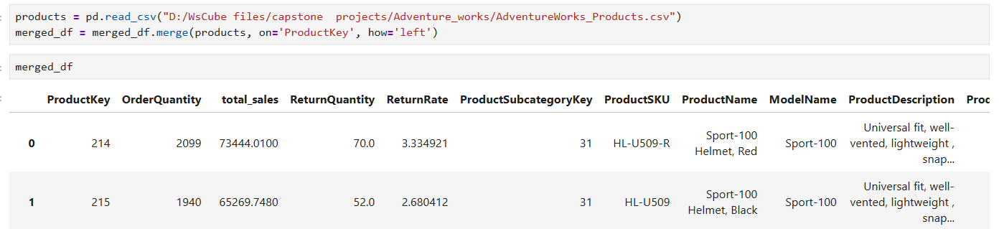 products = pd.read_csv("D:/WsCube files/capstone  projects/Adventure_works/AdventureWorks_Products.csv")
merged_df = merged_df.merge(products, on='ProductKey', how='left')
merged_df
ProductKey OrderQuantity total_sales ReturnQuantity ReturnRate ProductSubcategoryKey ProductSKU ProductName ModelName ProductDescription Proc
0 214 2099 73444.0100 70.0 3.334921 31 HL-U509-R Sport-100 Helmet, Red Sport-100 Universal fit, well-vented, lightweight , snap...
1 215 1940 65269.7480 52.0 2.680412 31 HL-U509 Sport-100 Helmet, Black Sport-100 Universal fit, well-vented, lightweight , snap...